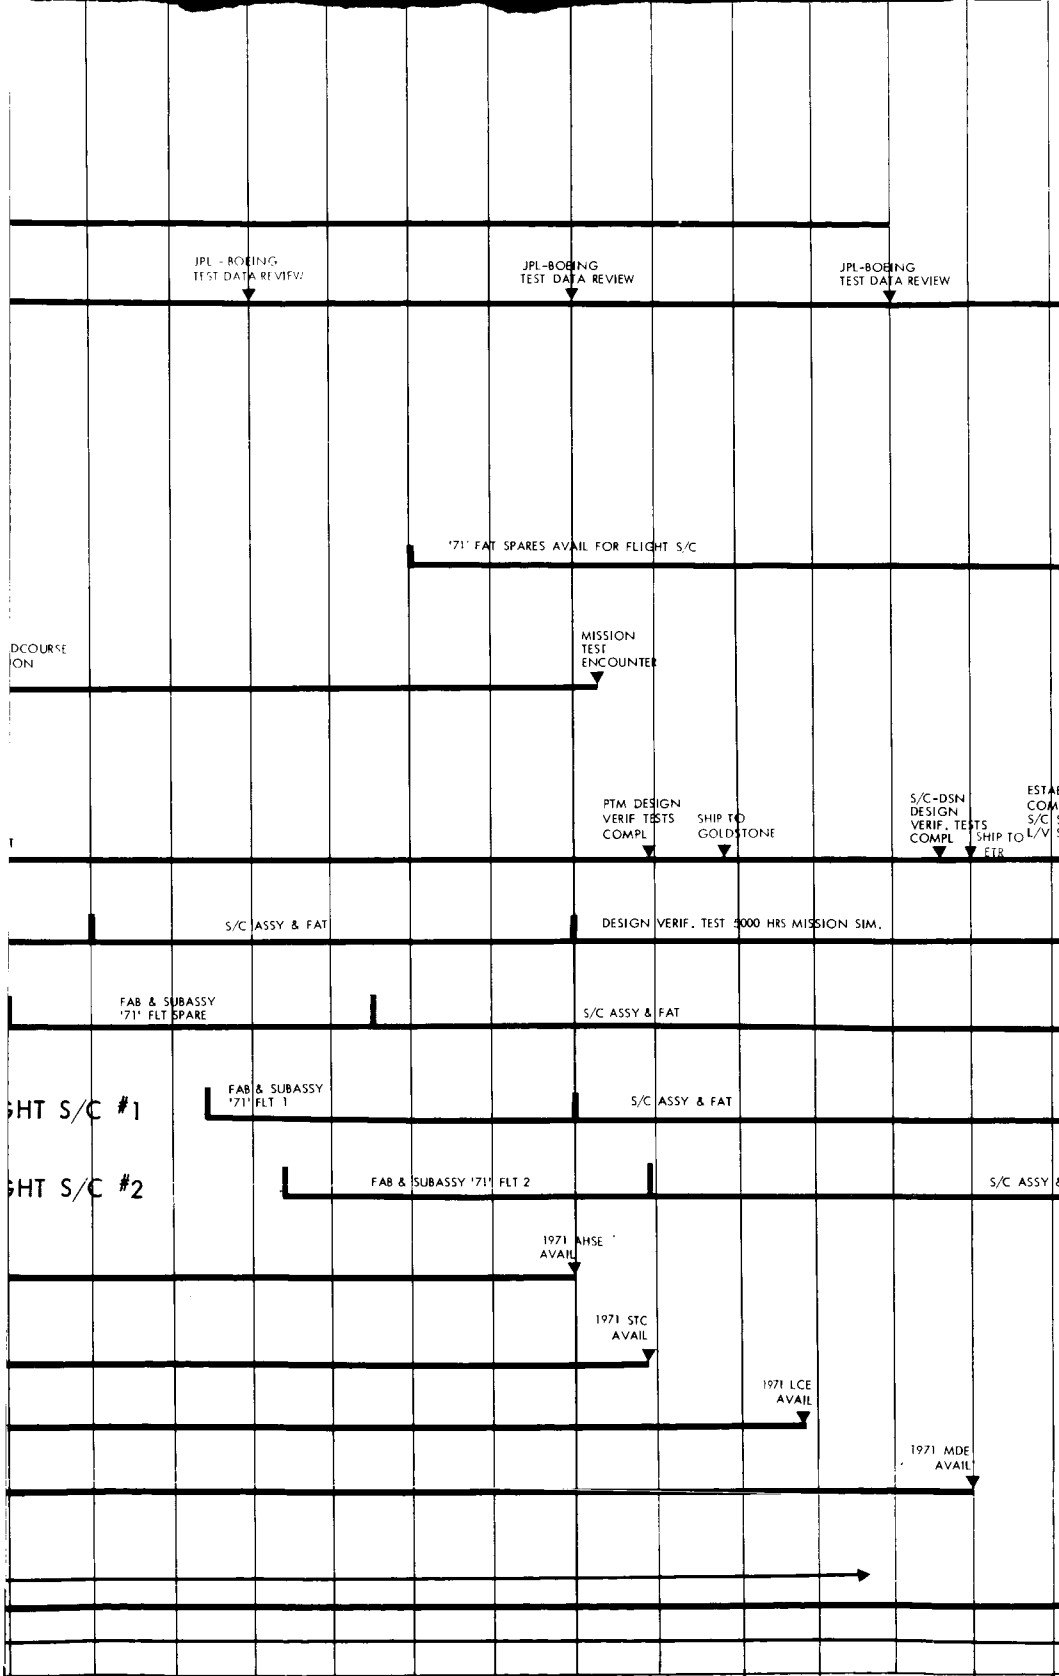 JPL - BOEING
TEST DATA REVIEW
JPL-BOEING
TEST DATA REVIEW
JPL-BOEING
TEST DATA REVIEW
'71' FAT SPARES AVAIL FOR FLIGHT S/C
DCOURSE
ION
MISSION
TEST
ENCOUNTER
PTM DESIGN
VERIF TESTS
COMPL
SHIP TO
GOLDSTONE
S/C-DSN
DESIGN
VERIF. TESTS
COMPL
SHIP TO
ETR
ESTAB
COM
S/C S
L/V S
T
S/C ASSY & FAT
DESIGN VERIF. TEST 5000 HRS MISSION SIM.
FAB & SUBASSY
'71' FLT SPARE
S/C ASSY & FAT
GHT S/C #1
FAB & SUBASSY
'71' FLT 1
S/C ASSY & FAT
GHT S/C #2
FAB & SUBASSY '71' FLT 2
S/C ASSY &
1971 AHSE
AVAIL
1971 STC
AVAIL
1971 LCE
AVAIL
1971 MDE
AVAIL